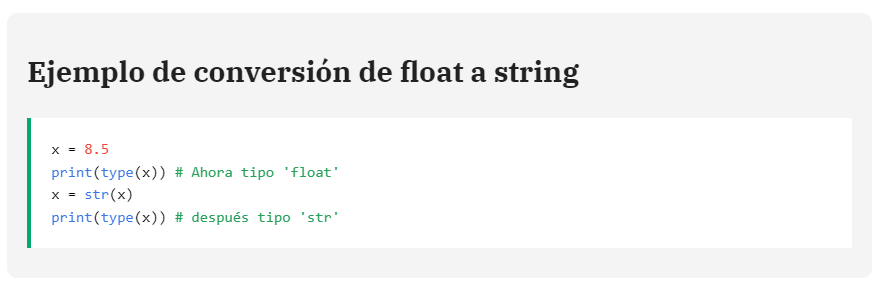 Ejemplo de conversión de float a string
x = 8.5
print(type(x)) # Ahora tipo 'float'
x = str(x)
print(type(x)) # después tipo 'str'